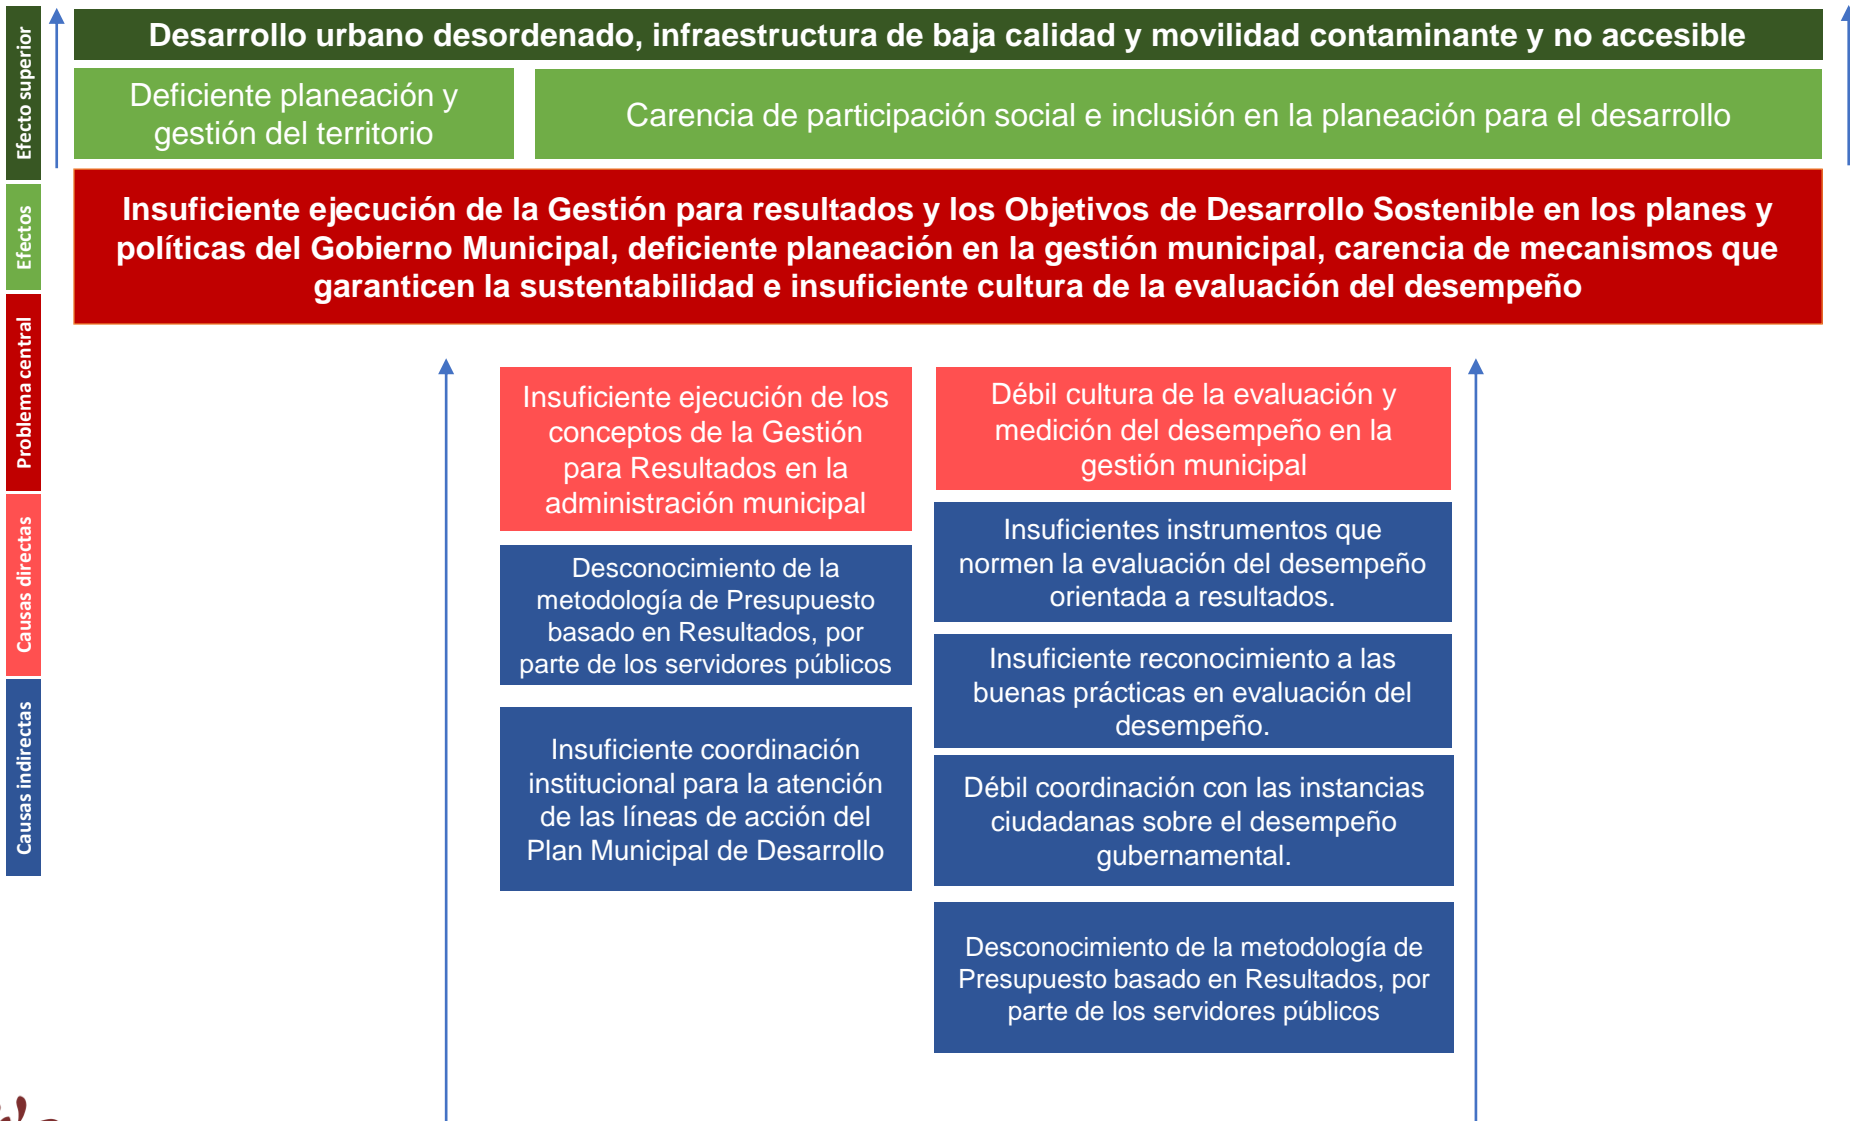 Efecto superior
Efectos
Problema central
Causas directas
Causas indirectas
Desarrollo urbano desordenado, infraestructura de baja calidad y movilidad contaminante y no accesible
Deficiente planeación y
gestión del territorio
Carencia de participación social e inclusión en la planeación para el desarrollo
Insuficiente ejecución de la Gestión para resultados y los Objetivos de Desarrollo Sostenible en los planes y
políticas del Gobierno Municipal, deficiente planeación en la gestión municipal, carencia de mecanismos que
garanticen la sustentabilidad e insuficiente cultura de la evaluación del desempeño
Insuficiente ejecución de los
conceptos de la Gestión
para Resultados en la
administración municipal
Desconocimiento de la
metodología de Presupuesto
basado en Resultados, por
parte de los servidores públicos
Insuficiente coordinación
institucional para la atención
de las líneas de acción del
Plan Municipal de Desarrollo
Débil cultura de la evaluación y
medición del desempeño en la
gestión municipal
Insuficientes instrumentos que
normen la evaluación del desempeño
orientada a resultados.
Insuficiente reconocimiento a las
buenas prácticas en evaluación del
desempeño.
Débil coordinación con las instancias
ciudadanas sobre el desempeño
gubernamental.
Desconocimiento de la metodología de
Presupuesto basado en Resultados, por
parte de los servidores públicos